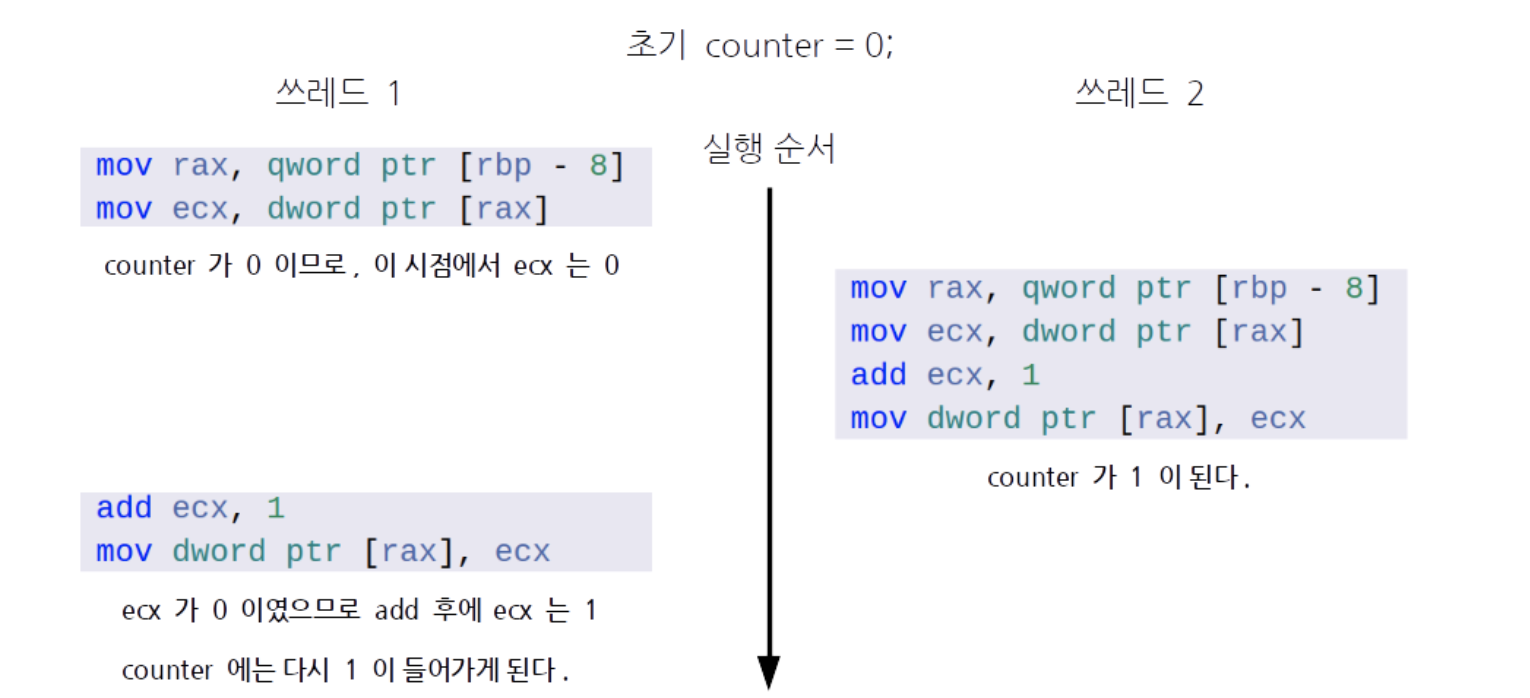 초기 counter = 0;
쓰레드 1
쓰레드 2
실행 순서
mov rax, qword ptr [rbp - 8]
mov ecx, dword ptr [rax]
counter 가 0 이므로, 이 시점에서 ecx 는 0
mov rax, qword ptr [rbp - 8]
mov ecx, dword ptr [rax]
add ecx, 1
mov dword ptr [rax], ecx
counter 가 1 이 된다.
add ecx, 1
mov dword ptr [rax], ecx
ecx 가 0 이였으므로 add 후에 ecx 는 1
counter 에는 다시 1 이 들어가게 된다.